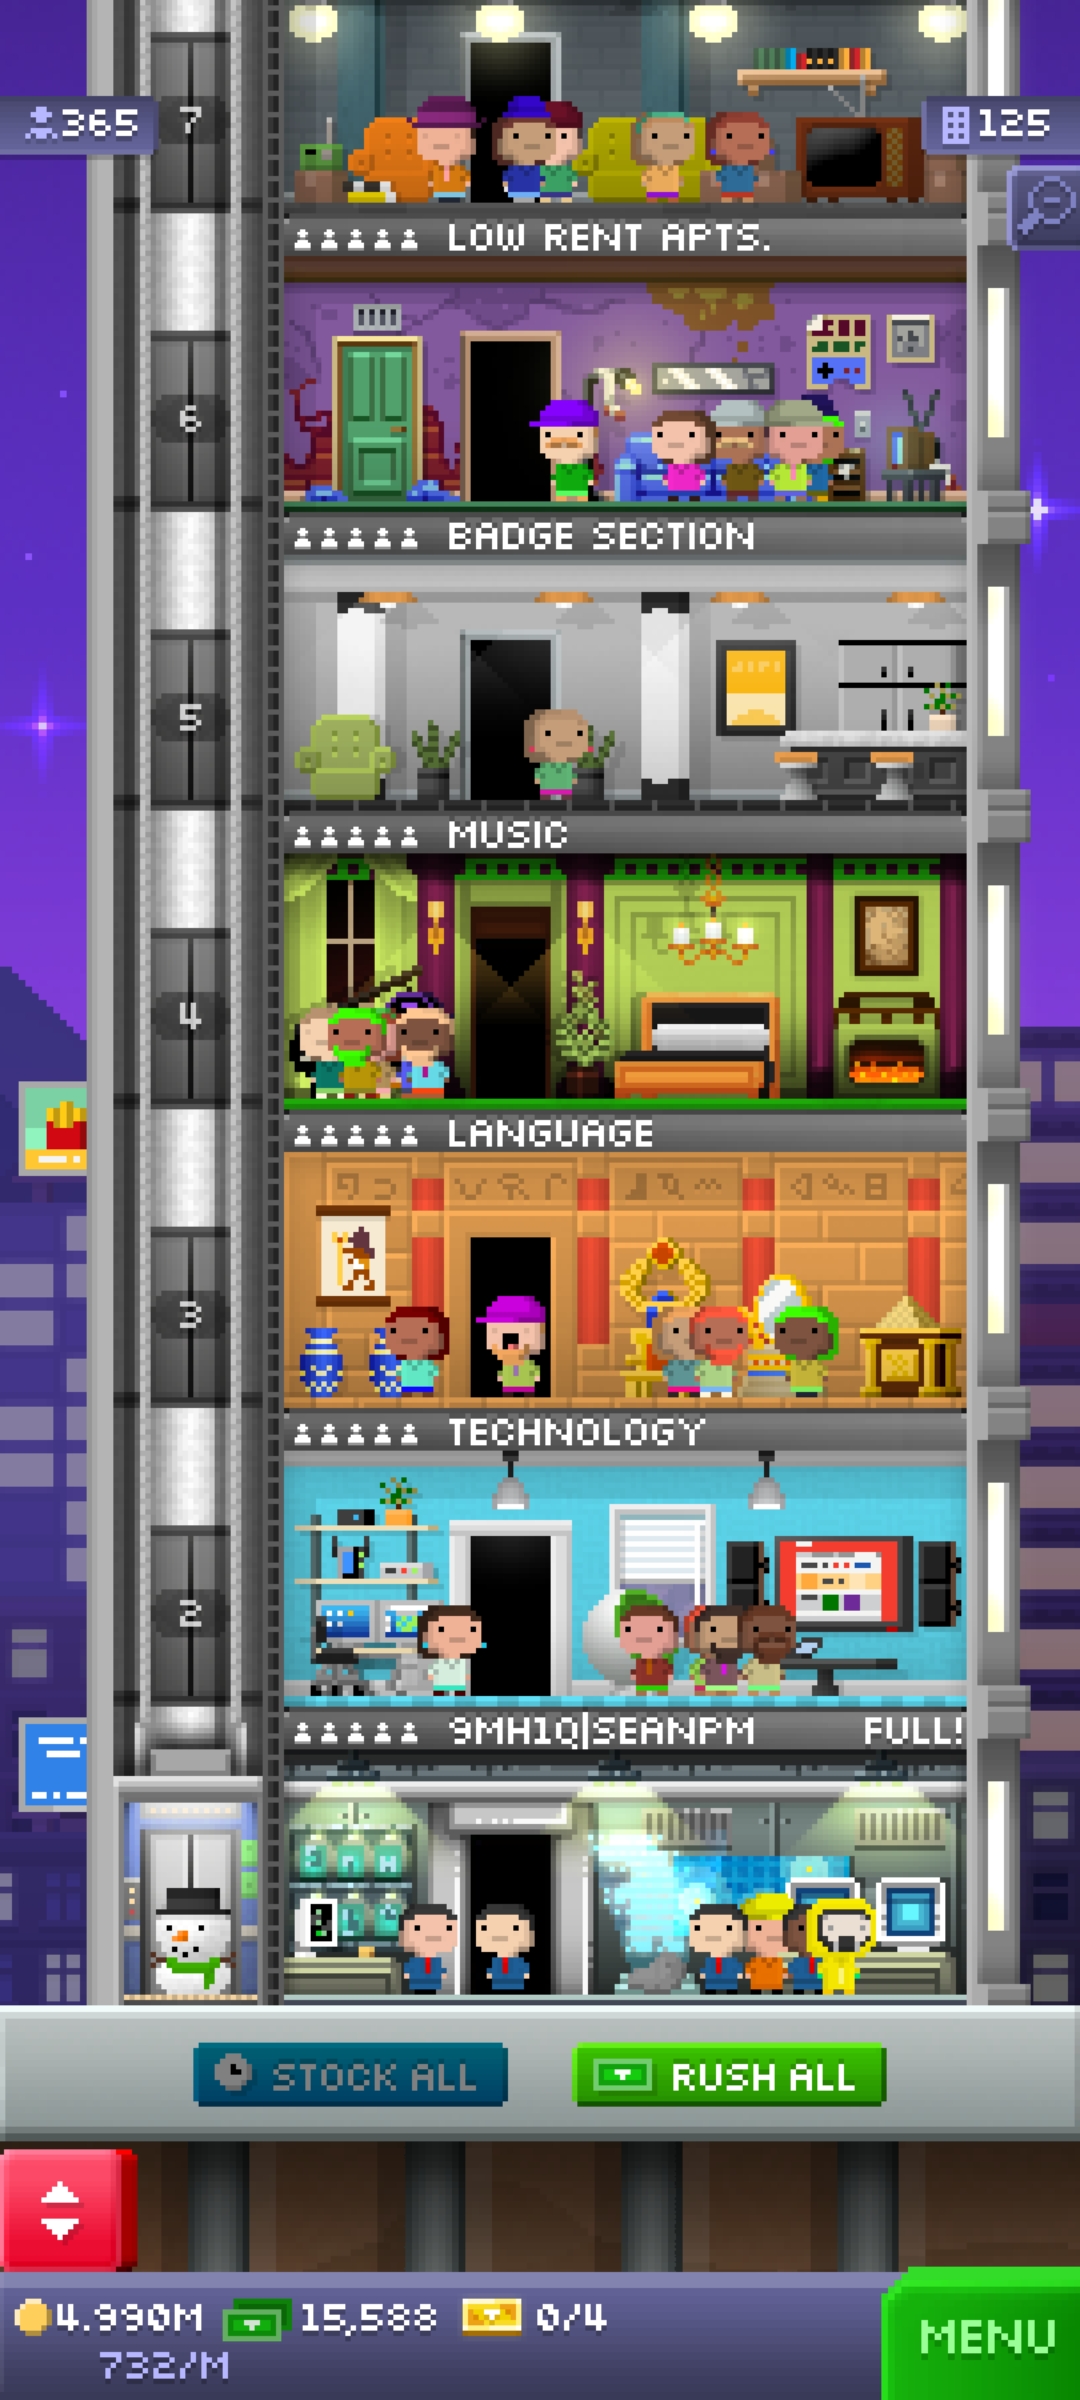 365
7
125
LOW RENT APTS.
6
BADGE SECTION
5
MUSIC
4
LANGUAGE
3
TECHNOLOGY
2
9MH1Q|SEANPM FULL!
STOCK ALL
RUSH ALL
4.990M 15,588 0/4
732/M
MENU